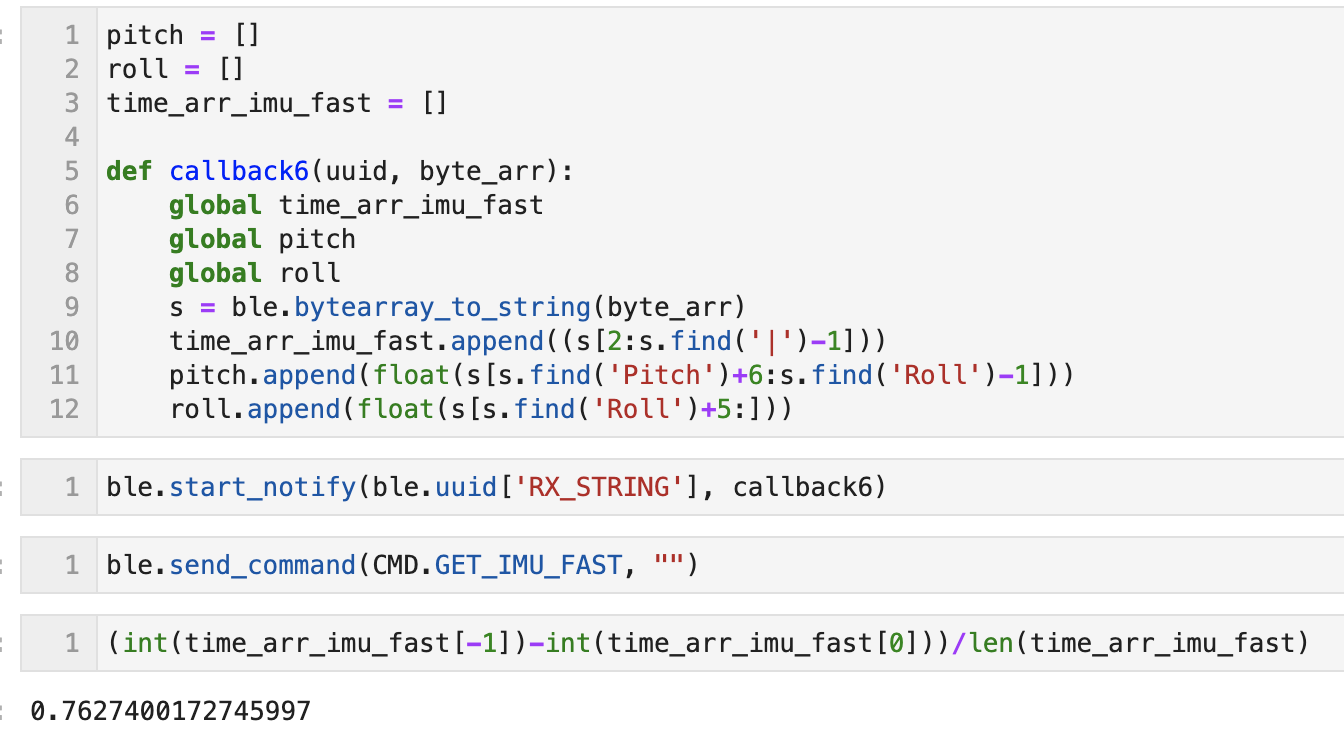 1 pitch = []
2 roll = []
3 time_arr_imu_fast = []
4
5 def callback6(uuid, byte_arr):
6     global time_arr_imu_fast
7     global pitch
8     global roll
9     s = ble.bytearray_to_string(byte_arr)
10     time_arr_imu_fast.append((s[2:s.find('|')-1]))
11     pitch.append(float(s[s.find('Pitch')+6:s.find('Roll')-1]))
12     roll.append(float(s[s.find('Roll')+5:]))
1 ble.start_notify(ble.uuid['RX_STRING'], callback6)
1 ble.send_command(CMD.GET_IMU_FAST, "")
1 (int(time_arr_imu_fast[-1])-int(time_arr_imu_fast[0]))/len(time_arr_imu_fast)
0.7627400172745997